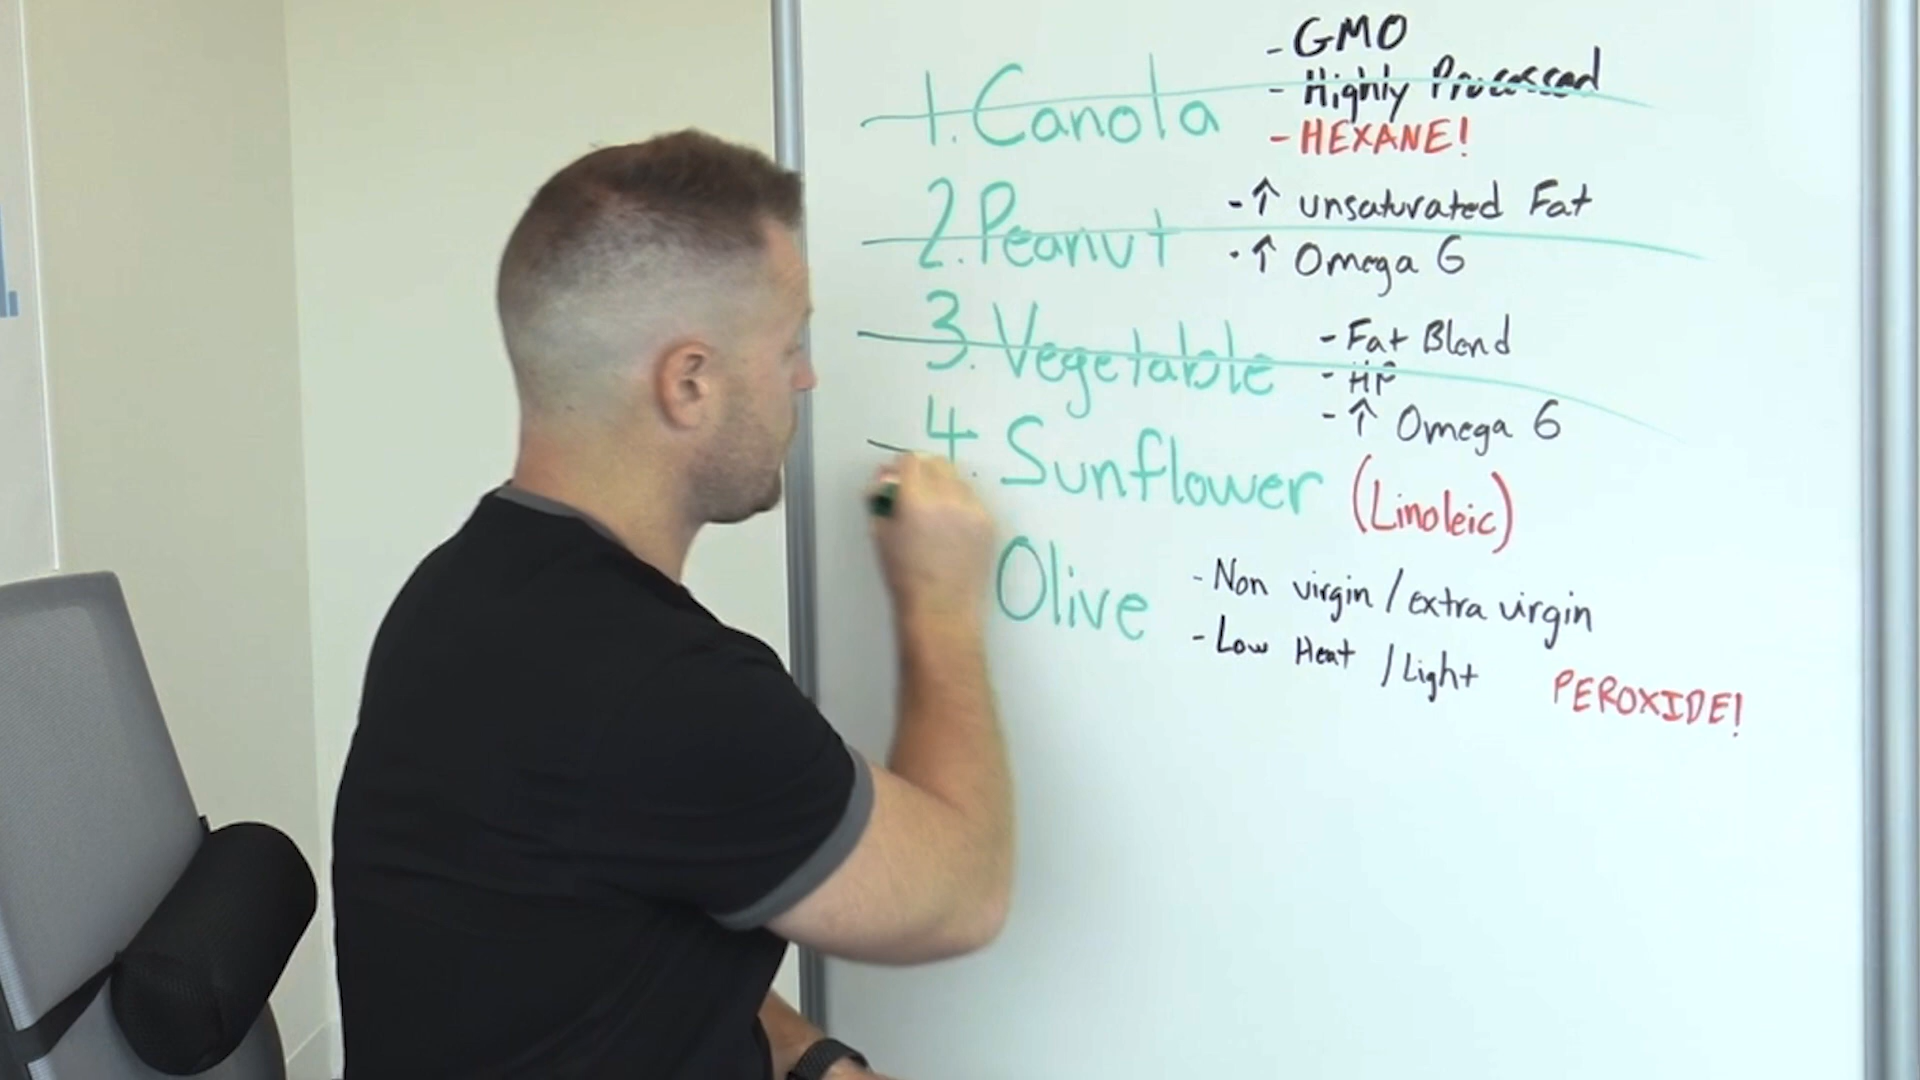 - GMO
1. Canola - Highly Processed
- HEXANE!
2. Peanut - ↑ unsaturated Fat
- ↑ Omega 6
3. Vegetable - Fat Blend
- HP
- ↑ Omega 6
4. Sunflower (Linoleic)
Olive - Non virgin / extra virgin
- Low Heat / Light PEROXIDE!